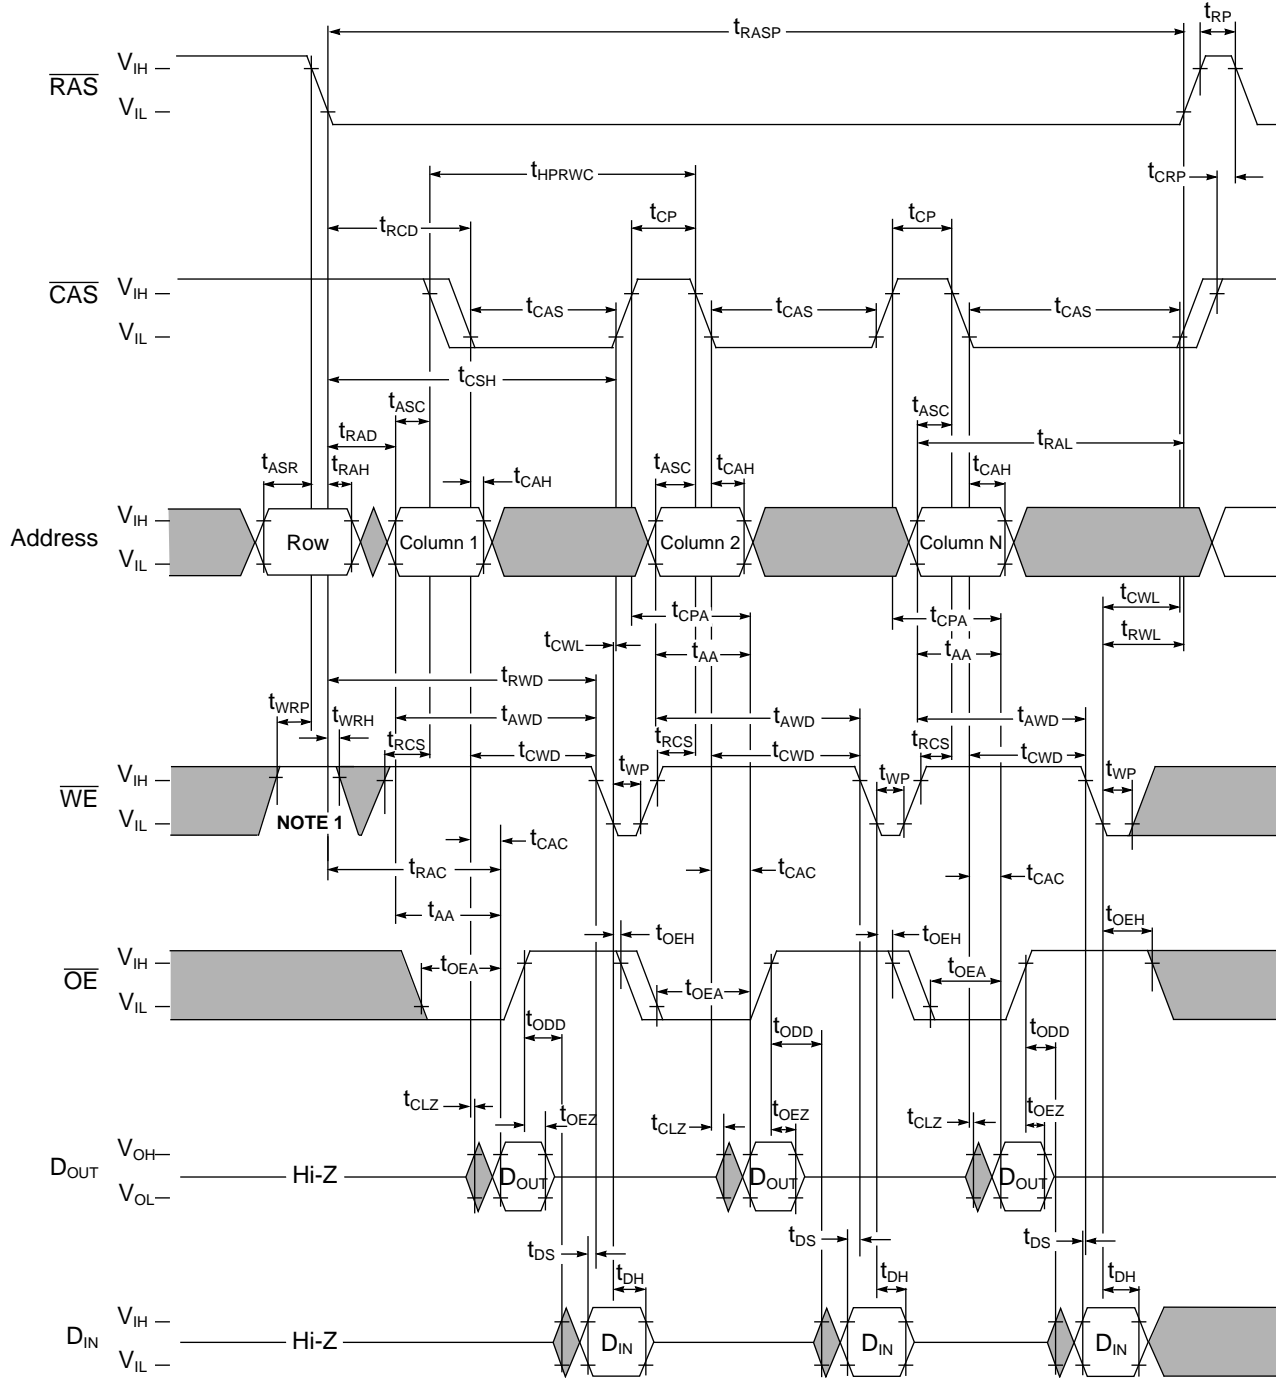 tRASP tRP
RAS VIH
VIL
tHPRWC tCRP
tRCD tCP tCP
CAS VIH
VIL
tCAS tCAS tCAS
tCSH
tASC tASC
tRAD tRAL
tASR tRAH tCAH tASC tCAH tCAH
Address VIH
VIL
Row Column 1 Column 2 Column N
tCWL
tCPA tCPA
tCWL tRWL
tAA tAA
tRWD
tWRP tWRH tAWD tAWD tAWD
tRCS tCWD tRCS tCWD tRCS tCWD
WE VIH
VIL
tWP tWP tWP
NOTE 1
tCAC
tRAC tCAC tCAC
tAA
tOEH tOEH tOEH
OE VIH
VIL
tOEA tOEA tOEA
tODD tODD tODD
tCLZ tOEZ tCLZ tOEZ tCLZ tOEZ
DOUT VOH
VOL
Hi-Z DOUT DOUT DOUT
tDS tDS tDS
tDH tDH tDH
DIN VIH
VIL
Hi-Z DIN DIN DIN